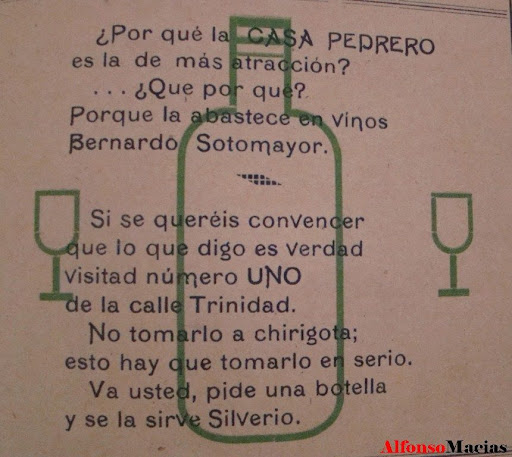 ¿Por qué la CASA PEDRERO
es la de más atracción?
... ¿Que por qué?
Porque la abastece en vinos
Bernardo Sotomayor.
Si se queréis convencer
que lo que digo es verdad
visitad número UNO
de la calle Trinidad.
No tomarlo a chirigota;
esto hay que tomarlo en serio.
Va usted, pide una botella
y se la sirve Silverio.
AlfonsoMacias